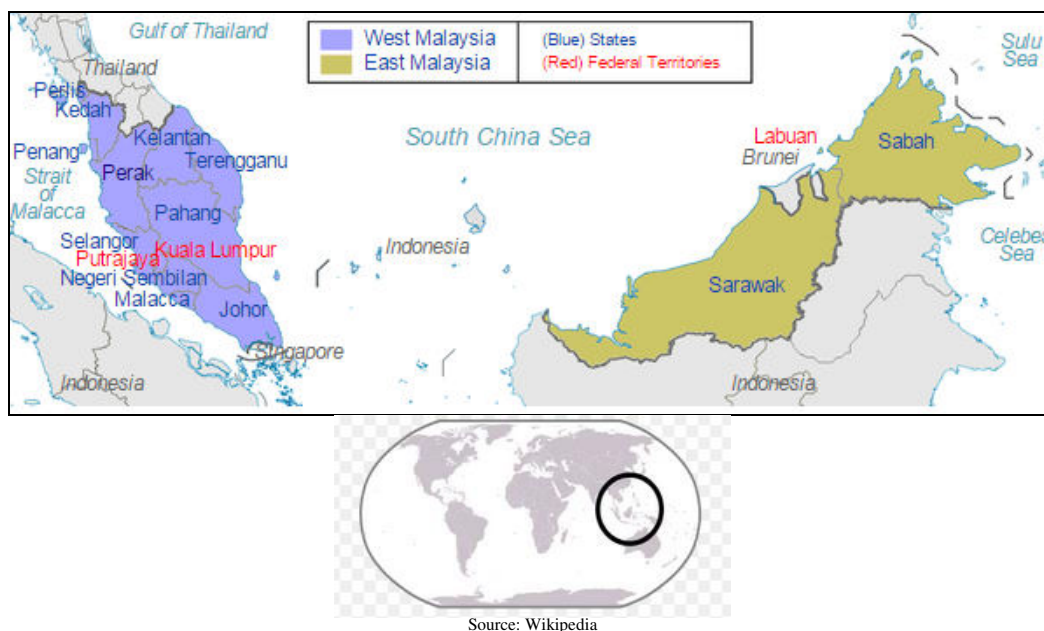 Gulf of Thailand
Thailand
Perlis
Kedah
Kelantan
Terengganu
Penang
Perak
Strait
of
Malacca
Pahang
Selangor
Kuala Lumpur
Putrajaya
Negeri Sembilan
Malacca
Johor
Singapore
Indonesia
West Malaysia
East Malaysia
(Blue) States
(Red) Federal Territories
South China Sea
Indonesia
Sulu
Sea
Labuan
Brunei
Sabah
Celebes
Sea
Sarawak
Indonesia
Source: Wikipedia